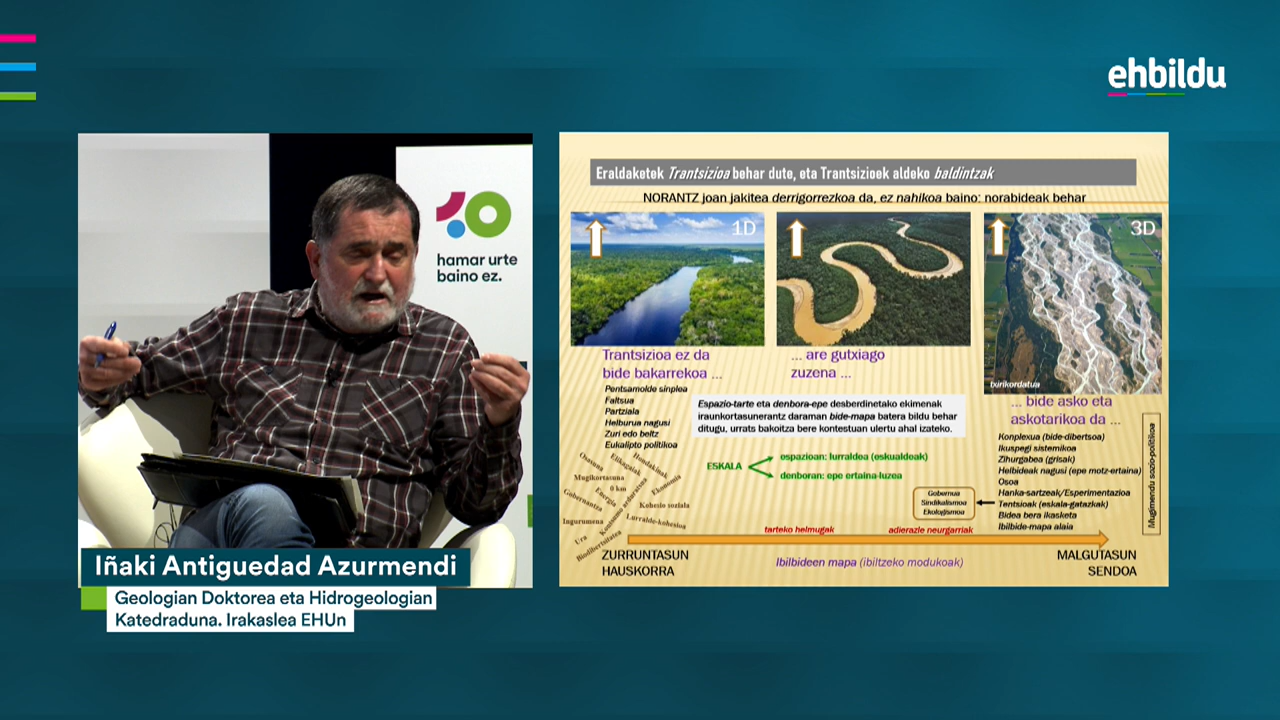 ehbildu
hamar urte
baino ez.
Iñaki Antiguedad Azurmendi
Geologian Doktorea eta Hidrogeologian
Katedraduna. Irakaslea EHUn
Eraldaketek Trantsizioa behar dute, eta Trantsizioek aldeko baldintzak
NORANTZ joan jakitea derrigorrezkoa da, ez nahikoa baino: norabideak behar
1D
3D
txirikordatua
Trantsizioa ez da
bide bakarrekoa ...
... are gutxiago
zuzena ...
... bide asko eta
askotarikoa da ...
Pentsamolde sinplea
Faltsua
Partziala
Helburua nagusi
Zuri edo beltz
Eukalipto politikoa
Espazio-tarte eta denbora-epe desberdinetako ekimenak
iraunkortasunerantz daraman bide-mapa batera bildu behar
ditugu, urrats bakoitza bere kontestuan ulertu ahal izateko.
ESKALA
espazioan: lurraldea (eskualdeak)
denboran: epe ertaina-luzea
Konplexua (bide-dibertsoa)
Ikuspegi sistemikoa
Zihurgabea (grisak)
Helbideak nagusi (epe motz-ertaina)
Osoa
Hanka-sartzeak/Esperimentazioa
Tentsioak (eskala-gatazkak)
Bidea bera ikasketa
Ibilbide-mapa alaia
Mugimendu sozio-politikoa
Gobernua
Sindikalismoa
Ekologismoa
Osasuna
Elikagaiak
Hondakinak
Mugikortasuna
0 km
Ekonomia
Gobernantza
Energia
Kohesio soziala
Ingurumena
Lurralde-kohesioa
Ura
Biodibertsitatea
tarteko helmugak
adierazle neurgarriak
ZURRUNTASUN
HAUSKORRA
Ibilbideen mapa (ibiltzeko modukoak)
MALGUTASUN
SENDOA